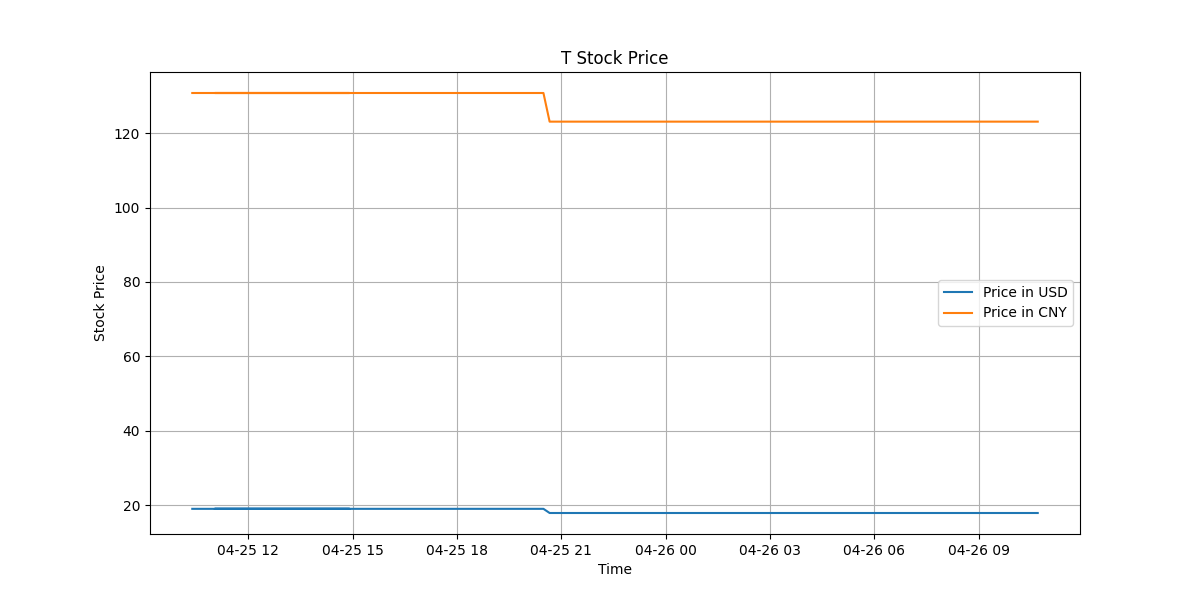 T Stock Price
Stock Price
120
100
80
60
40
20
Price in USD
Price in CNY
04-25 12
04-25 15
04-25 18
04-25 21
04-26 00
04-26 03
04-26 06
04-26 09
Time